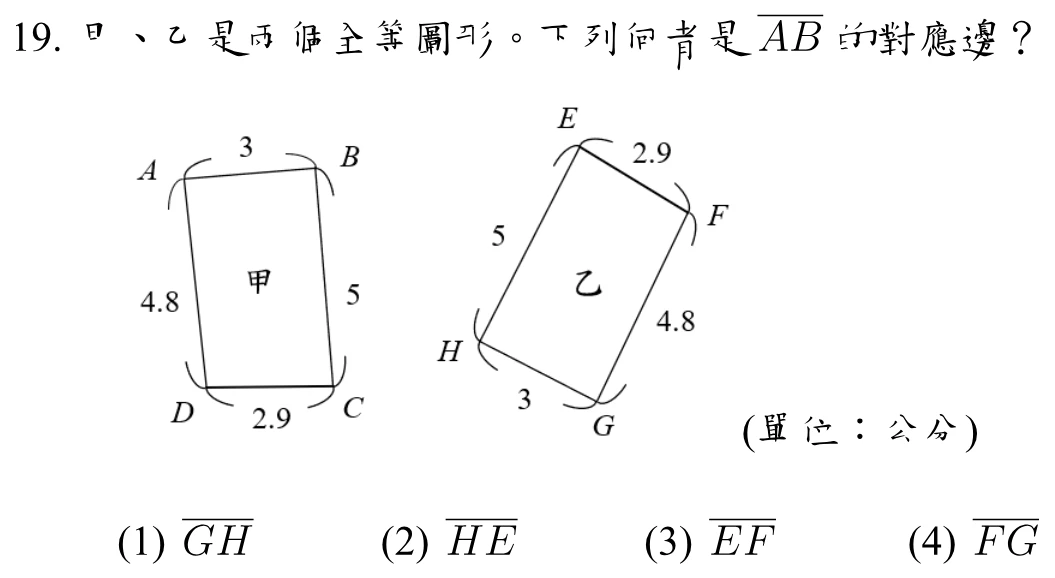 19. 甲、乙是兩個全等圖形。下列何者是 \overline{AB} 的對應邊？
E
3
2.9
A
B
F
5
甲
乙
4.8
5
4.8
H
3
D
2.9
C
G
(單位：公分)
(1) \overline{GH} (2) \overline{HE} (3) \overline{EF} (4) \overline{FG}